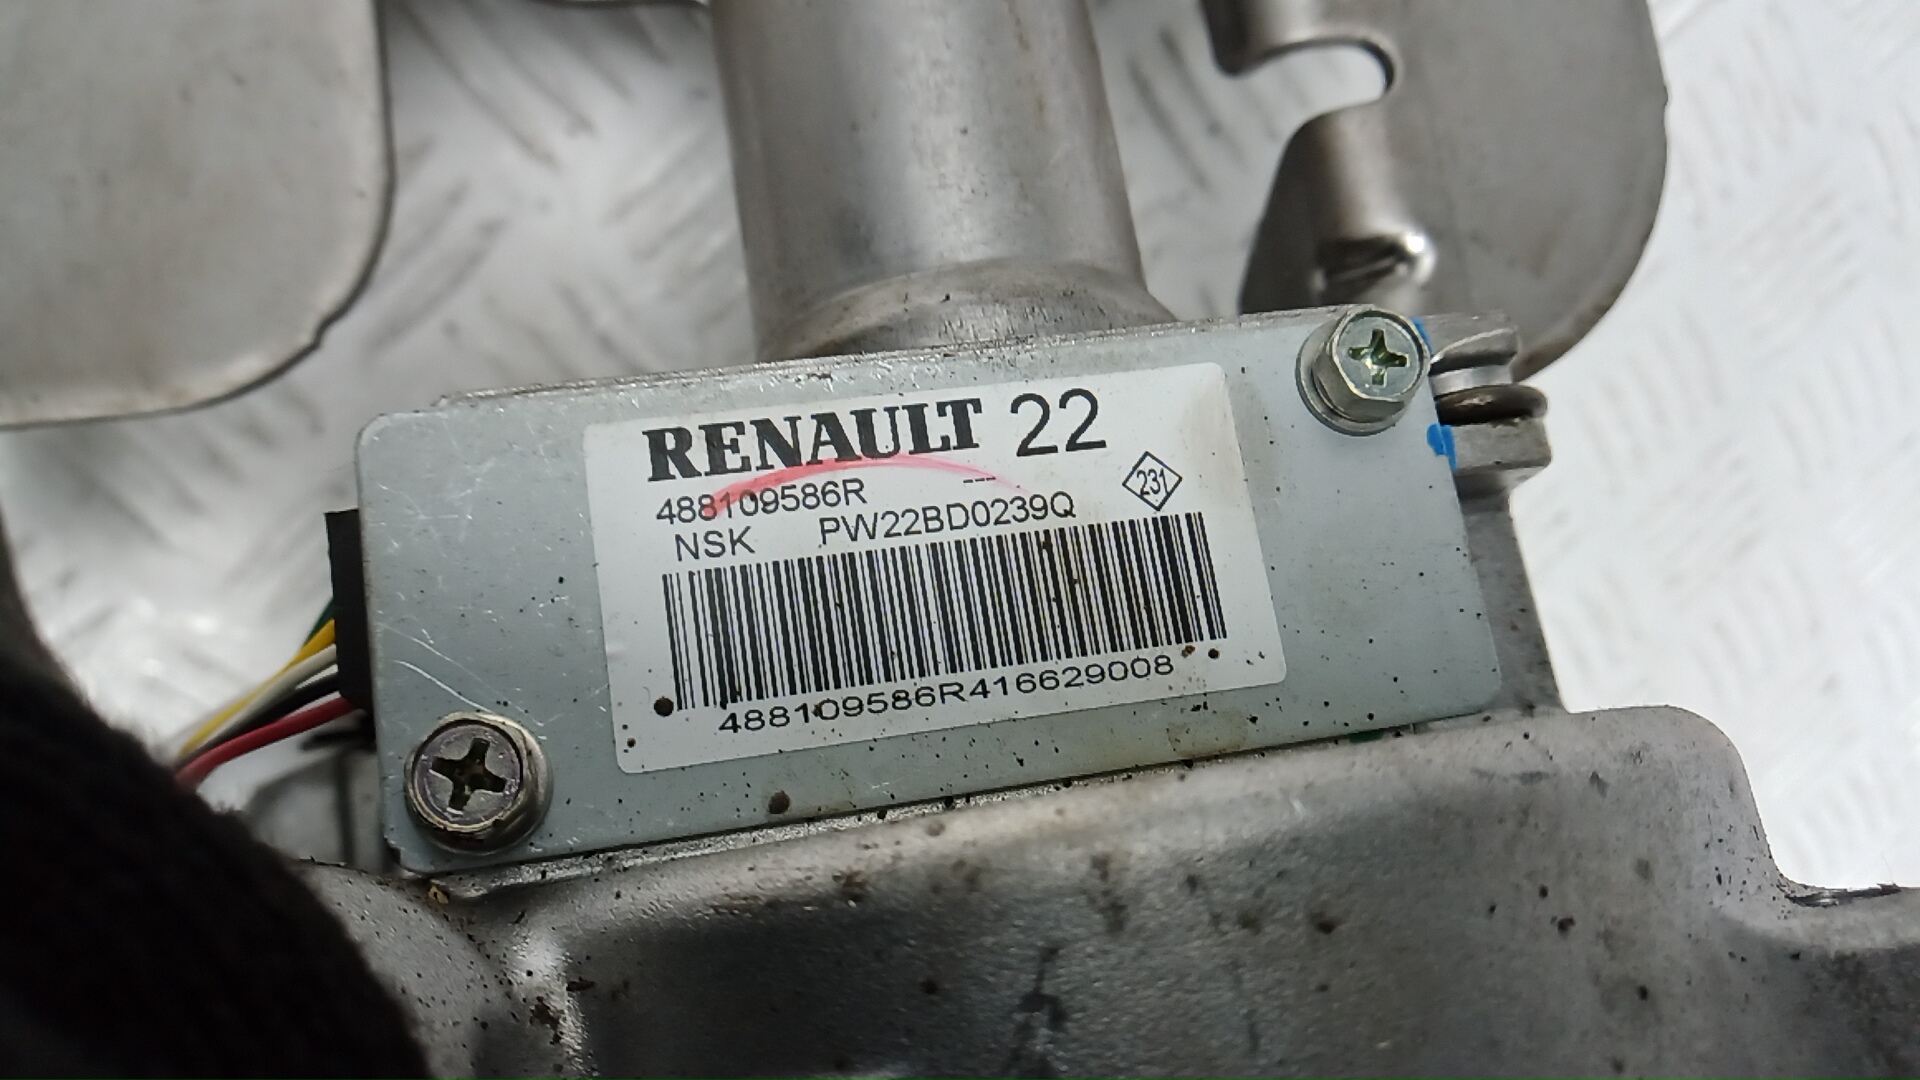 RENAULT 22
488109586R ---
NSK PW22BD0239Q 231
488109586R416629008